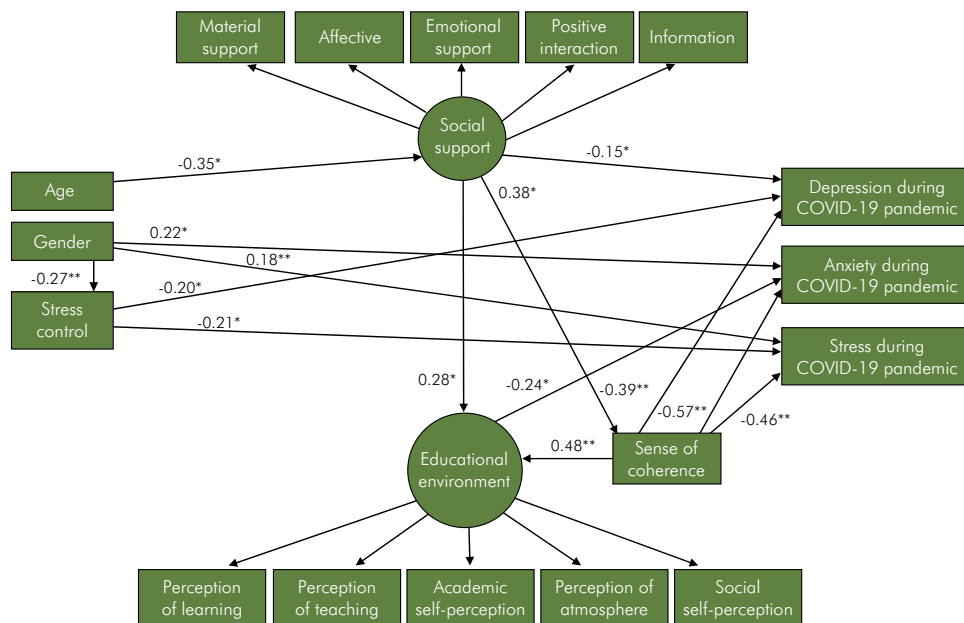 Material
support
Affective
Emotional
support
Positive
interaction
Information
Social
support
-0.35*
-0.15*
Age
0.38*
Depression during
COVID-19 pandemic
Gender
0.22*
0.18**
-0.27**
Anxiety during
COVID-19 pandemic
Stress
control
-0.20*
-0.21*
Stress during
COVID-19 pandemic
0.28*
-0.24*
-0.39**
-0.57**
-0.46**
Educational
environment
0.48**
Sense of
coherence
Perception
of learning
Perception
of teaching
Academic
self-perception
Perception of
atmosphere
Social
self-perception